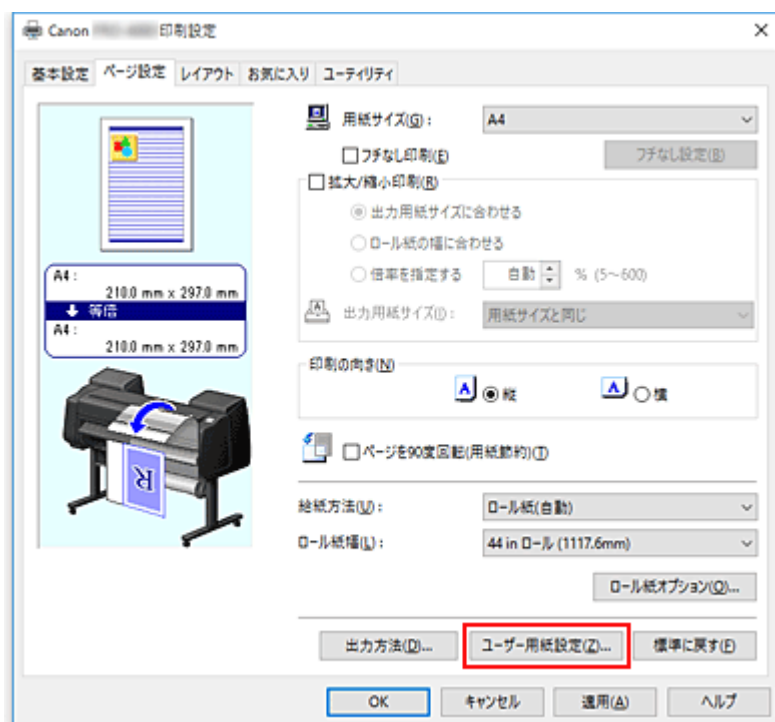 Canon 印刷設定
基本設定 ページ設定 レイアウト お気に入り ユーティリティ
用紙サイズ(G): A4
フチなし印刷(E) フチなし設定(B)
拡大/縮小印刷(R)
出力用紙サイズに合わせる
ロール紙の幅に合わせる
倍率を指定する 自動 % (5～600)
出力用紙サイズ(I): 用紙サイズと同じ
A4 :
210.0 mm x 297.0 mm
等倍
A4 :
210.0 mm x 297.0 mm
印刷の向き(N)
A 縦 A 横
ページを90度回転(用紙節約)(T)
R
給紙方法(U): ロール紙(自動)
ロール紙幅(L): 44 in ロール (1117.6mm)
ロール紙オプション(Q)...
出力方法(D)... ユーザー用紙設定(Z)... 標準に戻す(F)
OK キャンセル 適用(A) ヘルプ